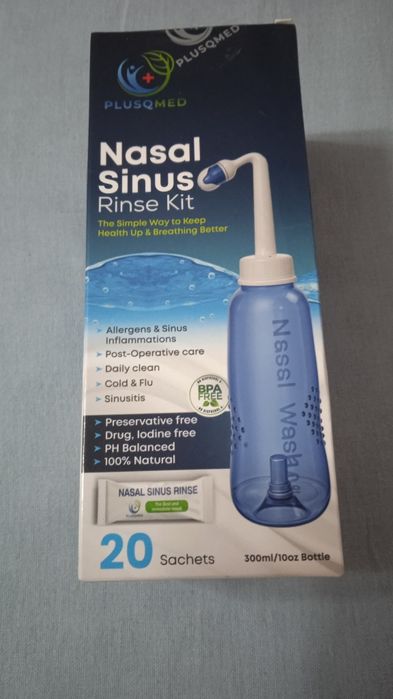 PLUSQMED
PLUSQMED
Nasal
Sinus
Rinse Kit
The Simple Way to Keep
Health Up & Breathing Better
Allergens & Sinus
Inflammations
Post-Operative care
Daily clean
Cold & Flu
Sinusitis
BPA
FREE
Preservative free
Drug, Iodine free
PH Balanced
100% Natural
Nasal Wash
NASAL SINUS RINSE
PLUSQMED
20 Sachets
300ml/10oz Bottle